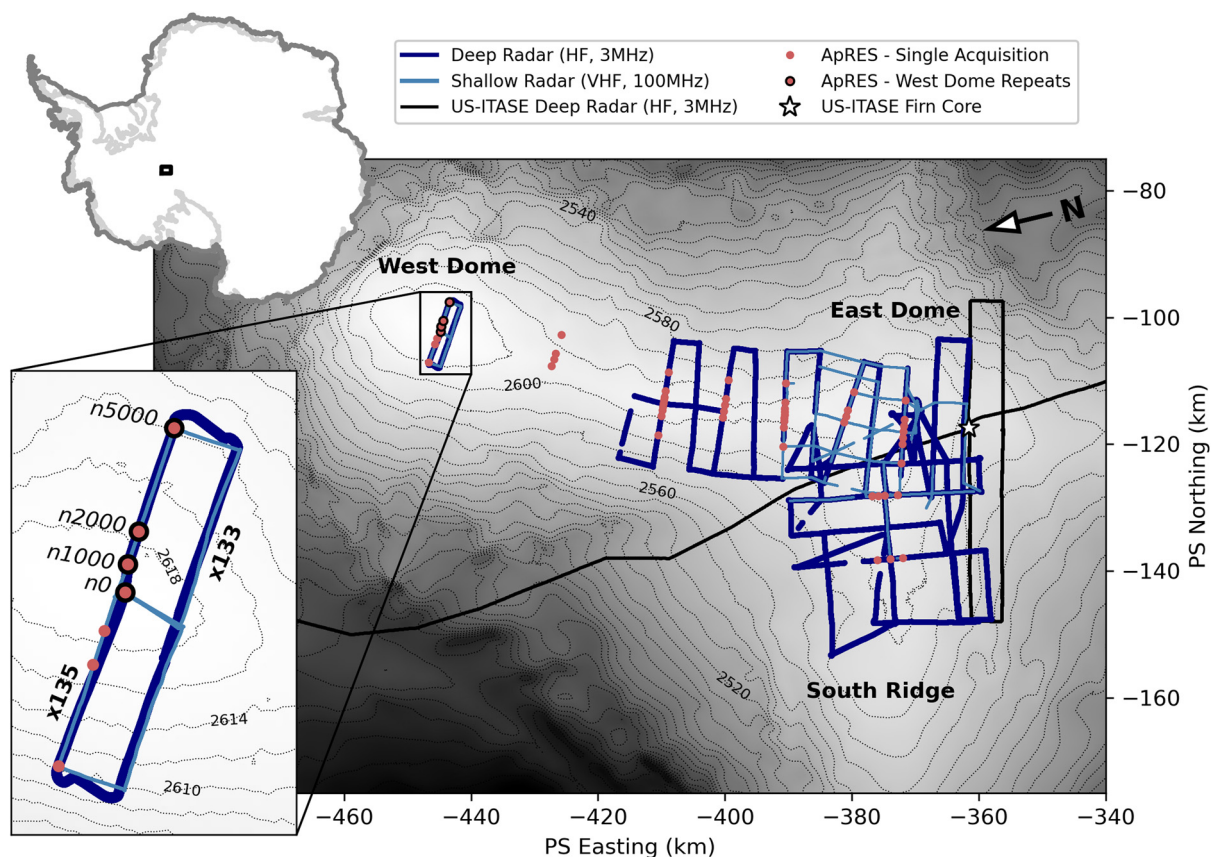 Deep Radar (HF, 3MHz)
Shallow Radar (VHF, 100MHz)
US-ITASE Deep Radar (HF, 3MHz)
ApRES - Single Acquisition
ApRES - West Dome Repeats
US-ITASE Firn Core
N
2540
West Dome
2580
East Dome
2600
2560
2520
South Ridge
n5000
n2000
n1000
n0
2618
x133
x135
2614
2610
−80
−100
−120
−140
−160
PS Northing (km)
−460
−440
−420
−400
−380
−360
−340
PS Easting (km)